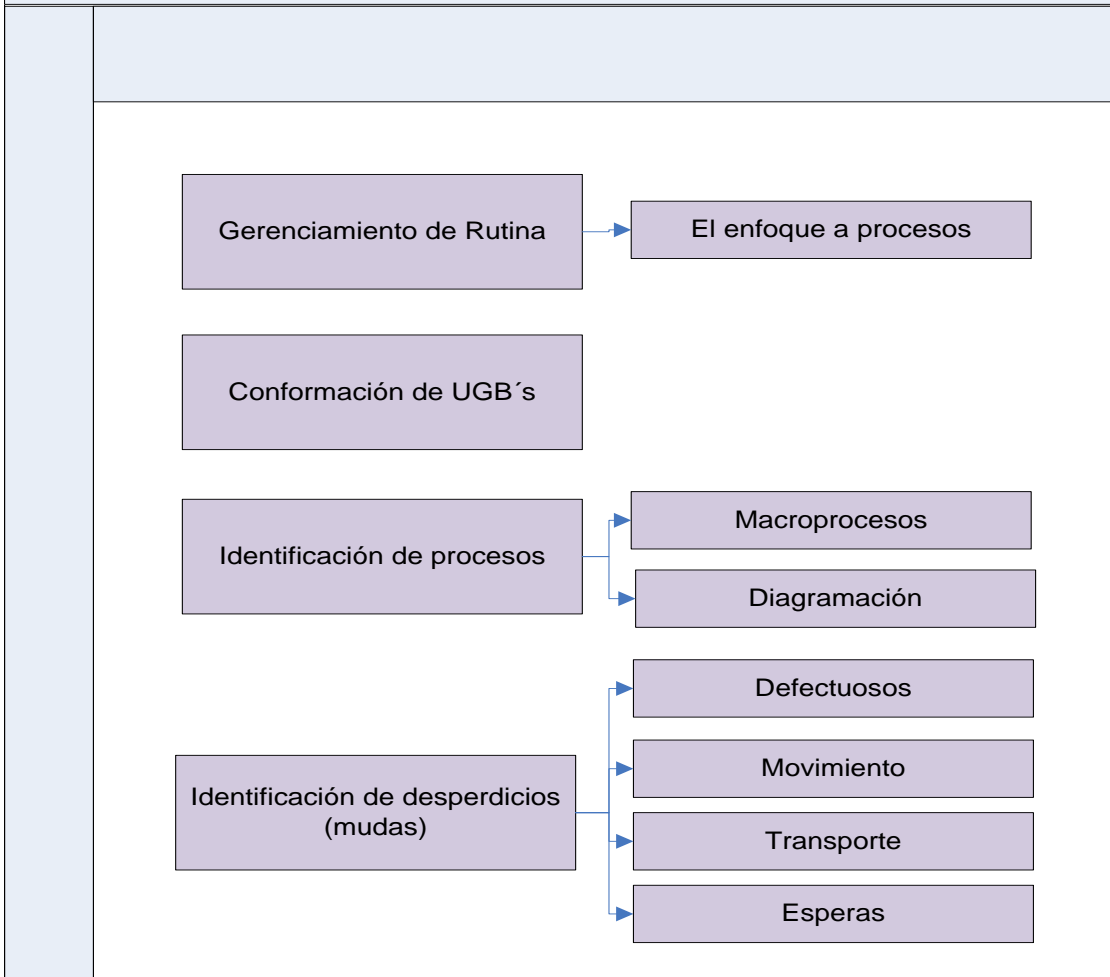 Gerenciamiento de Rutina
El enfoque a procesos
Conformación de UGB´s
Identificación de procesos
Macroprocesos
Diagramación
Identificación de desperdicios
(mudas)
Defectuosos
Movimiento
Transporte
Esperas